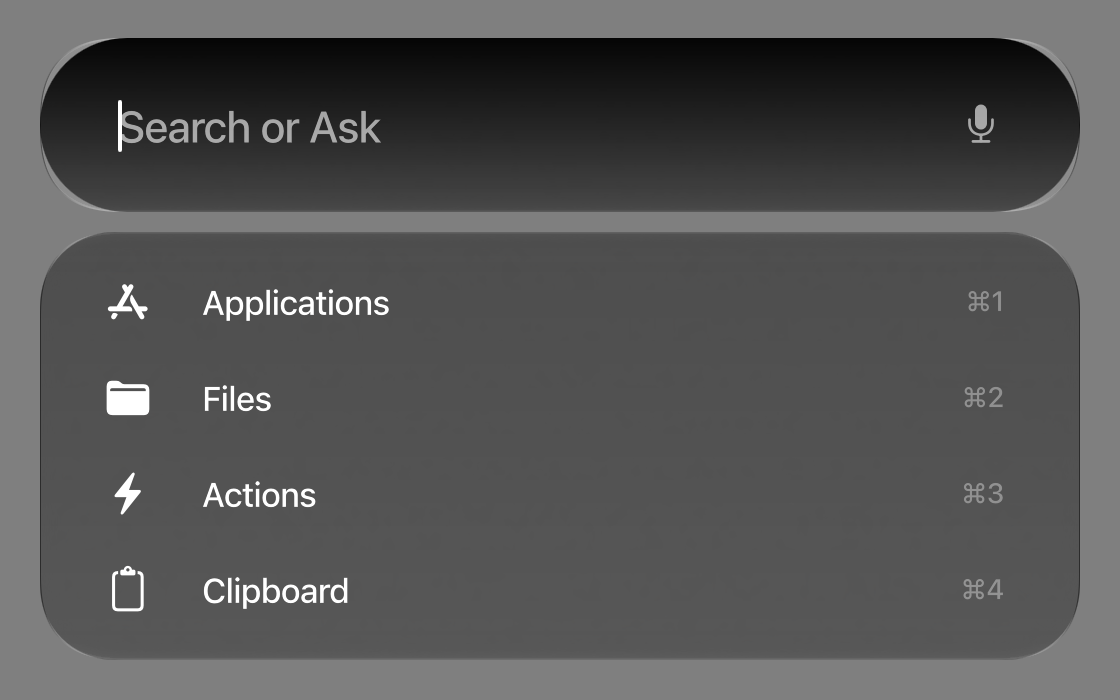 Search or Ask
Applications ⌘1
Files ⌘2
Actions ⌘3
Clipboard ⌘4